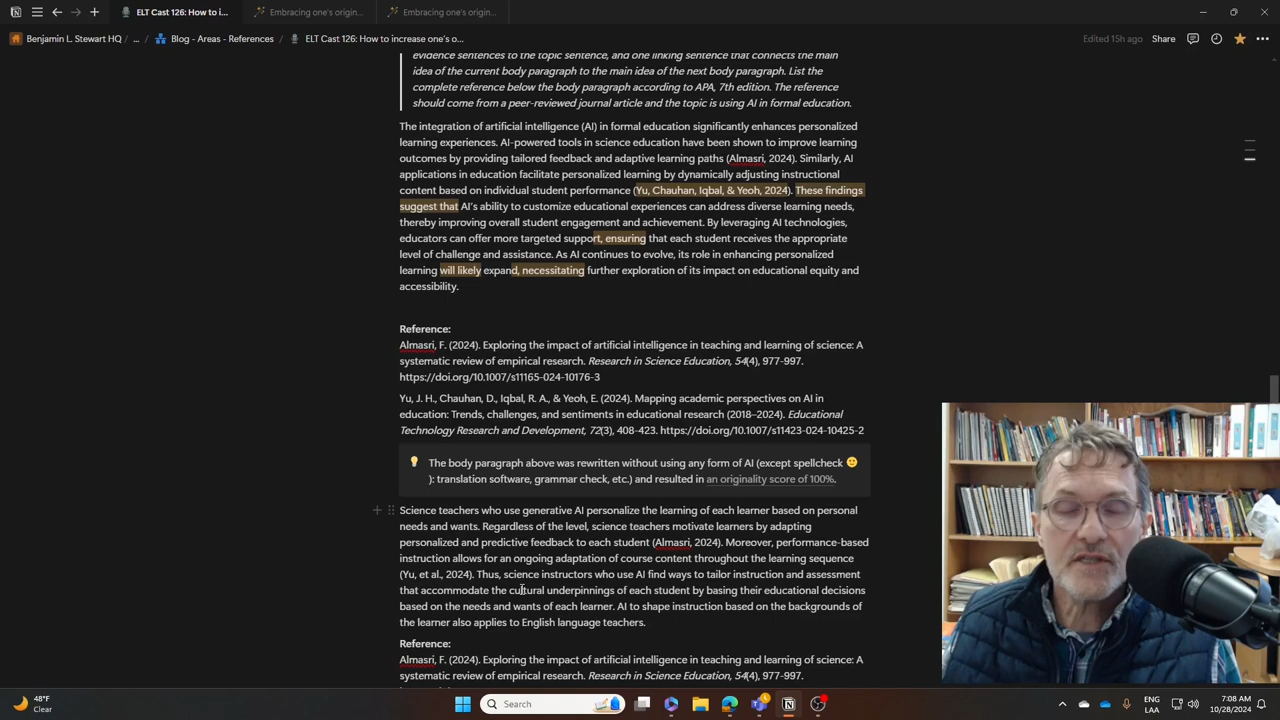 ELT Cast 126: How to i...
Embracing one's origin...
Embracing one's origin...
Benjamin L. Stewart HQ / ... / Blog - Areas - References / ELT Cast 126: How to increase one's o...
Edited 15h ago
Share
evidence sentences to the topic sentence, and one linking sentence that connects the main
idea of the current body paragraph to the main idea of the next body paragraph. List the
complete reference below the body paragraph according to APA, 7th edition. The reference
should come from a peer-reviewed journal article and the topic is using AI in formal education.
The integration of artificial intelligence (AI) in formal education significantly enhances personalized
learning experiences. AI-powered tools in science education have been shown to improve learning
outcomes by providing tailored feedback and adaptive learning paths (Almasri, 2024). Similarly, AI
applications in education facilitate personalized learning by dynamically adjusting instructional
content based on individual student performance (Yu, Chauhan, Iqbal, & Yeoh, 2024). These findings
suggest that AI's ability to customize educational experiences can address diverse learning needs,
thereby improving overall student engagement and achievement. By leveraging AI technologies,
educators can offer more targeted support, ensuring that each student receives the appropriate
level of challenge and assistance. As AI continues to evolve, its role in enhancing personalized
learning will likely expand, necessitating further exploration of its impact on educational equity and
accessibility.
Reference:
Almasri, F. (2024). Exploring the impact of artificial intelligence in teaching and learning of science: A
systematic review of empirical research. Research in Science Education, 54(4), 977-997.
https://doi.org/10.1007/s11165-024-10176-3
Yu, J. H., Chauhan, D., Iqbal, R. A., & Yeoh, E. (2024). Mapping academic perspectives on AI in
education: Trends, challenges, and sentiments in educational research (2018–2024). Educational
Technology Research and Development, 72(3), 408-423. https://doi.org/10.1007/s11423-024-10425-2
The body paragraph above was rewritten without using any form of AI (except spellcheck 🙂
): translation software, grammar check, etc.) and resulted in an originality score of 100%.
Science teachers who use generative AI personalize the learning of each learner based on personal
needs and wants. Regardless of the level, science teachers motivate learners by adapting
personalized and predictive feedback to each student (Almasri, 2024). Moreover, performance-based
instruction allows for an ongoing adaptation of course content throughout the learning sequence
(Yu, et al., 2024). Thus, science instructors who use AI find ways to tailor instruction and assessment
that accommodate the cultural underpinnings of each student by basing their educational decisions
based on the needs and wants of each learner. AI to shape instruction based on the backgrounds of
the learner also applies to English language teachers.
Reference:
Almasri, F. (2024). Exploring the impact of artificial intelligence in teaching and learning of science: A
systematic review of empirical research. Research in Science Education, 54(4), 977-997.
48°F
Clear
Search
ENG
LAA
7:08 AM
10/28/2024